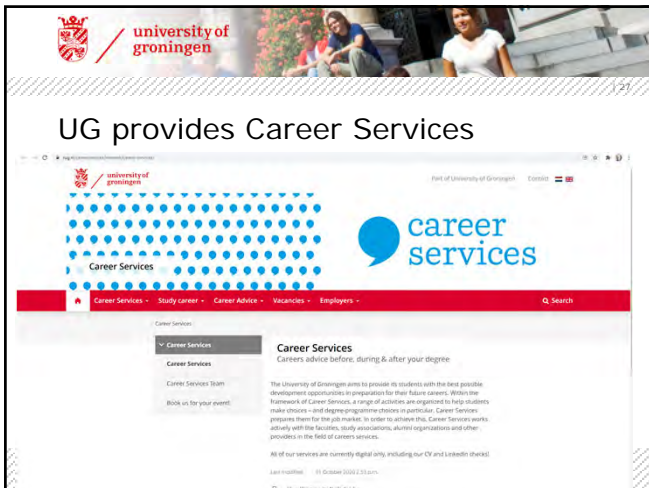 university of
groningen
| 27
UG provides Career Services
university of
groningen
Part of University of Groningen
Contact
career
services
Career Services
Career Services
Study career
Career Advice
Vacancies
Employers
Search
Career Services
Career Services
Career Services
Career Services Team
Book us for your event!
Career Services
Careers advice before, during & after your degree
The University of Groningen aims to provide its students with the best possible
development opportunities in preparation for their future careers. Within the
framework of Career Services, a range of activities are organized to help students
make choices – and degree-programme choices in particular. Career Services
prepares them for the job market. In order to achieve this, Career Services works
actively with the faculties, study associations, alumni organizations and other
providers in the field of careers services.
All of our services are currently digital only, including our CV and LinkedIn checks!
Last modified: